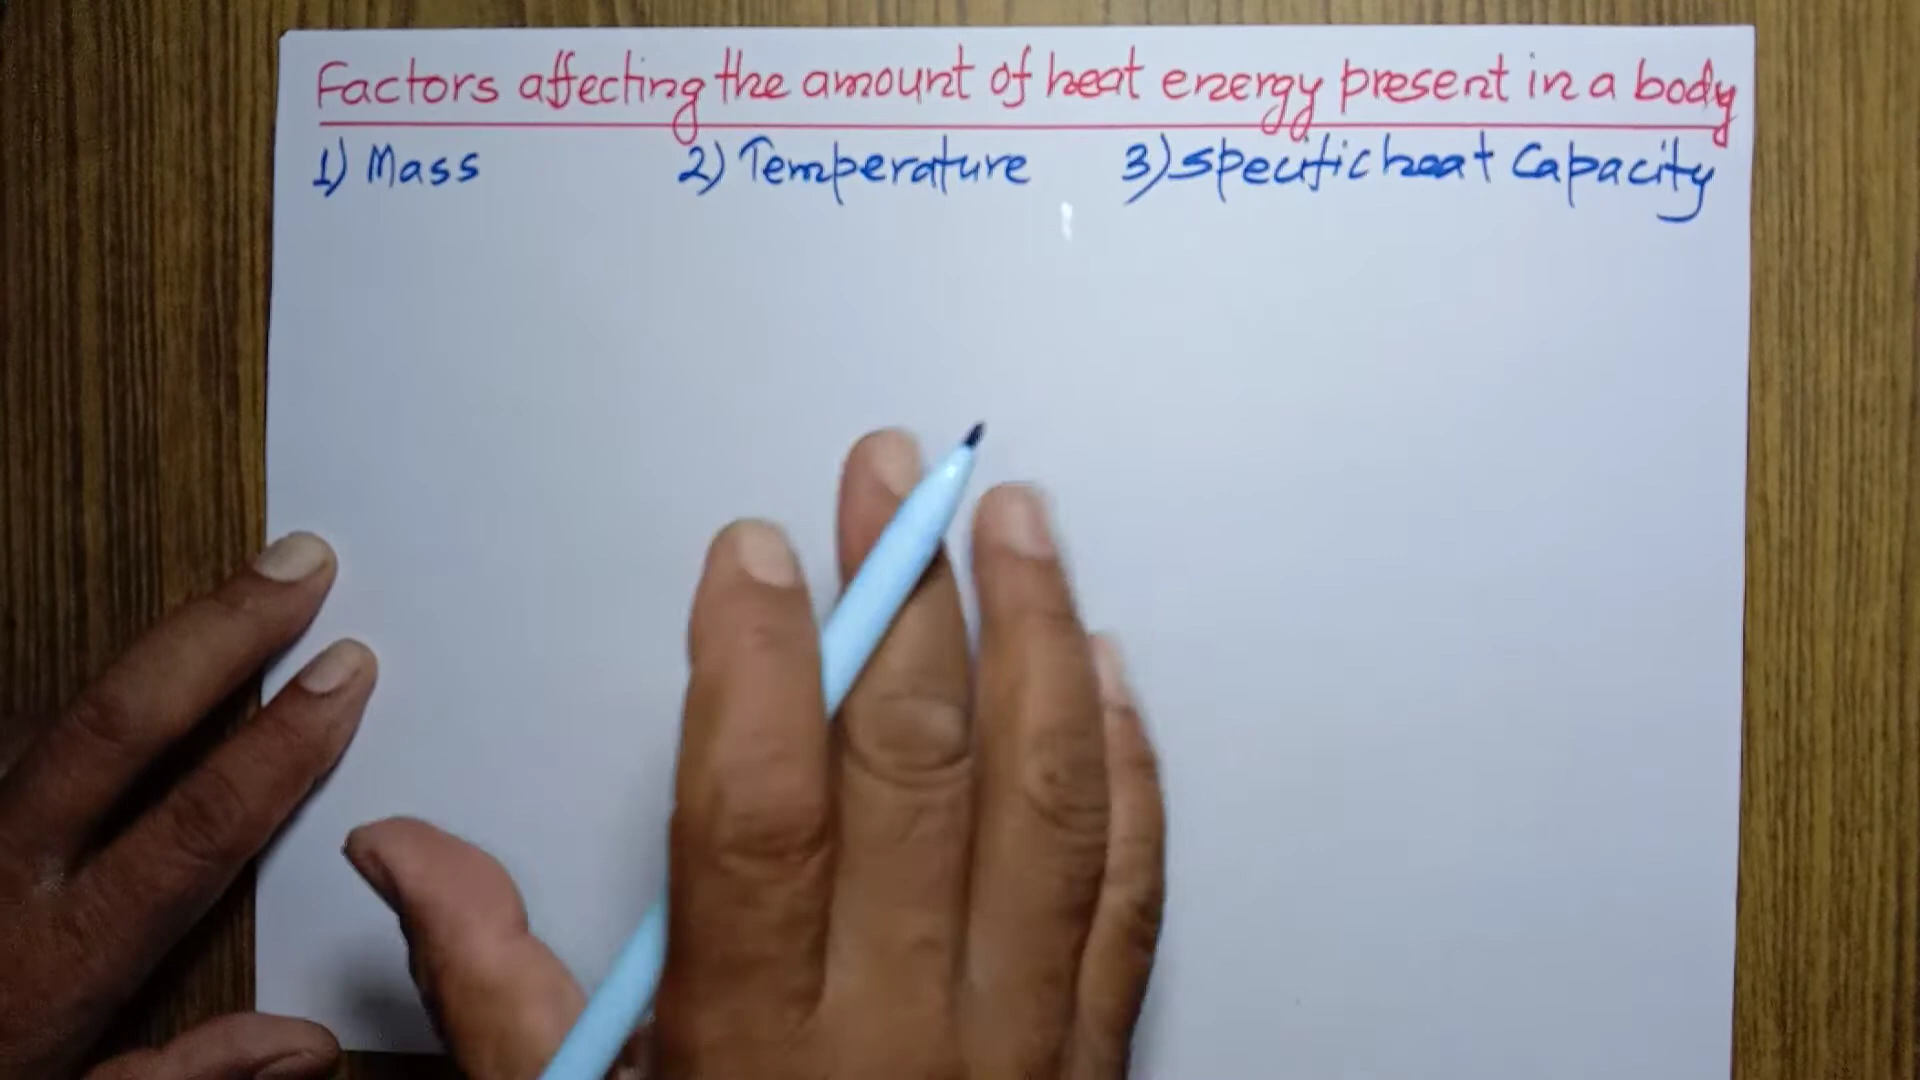 Factors affecting the amount of heat energy present in a body
1) Mass 2) Temperature 3) Specific heat Capacity